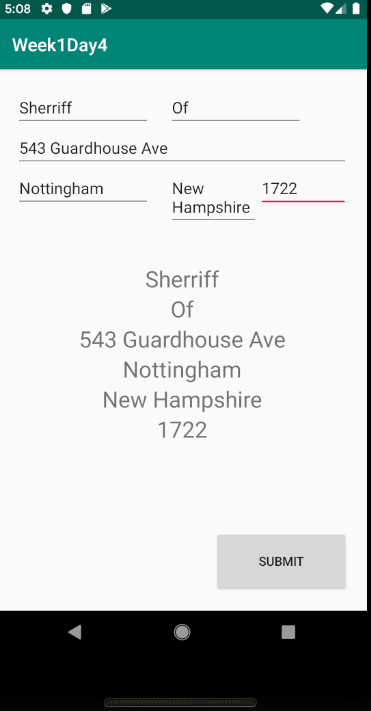 5:08
Week1Day4
Sherriff Of
543 Guardhouse Ave
Nottingham New Hampshire 1722
Sherriff
Of
543 Guardhouse Ave
Nottingham
New Hampshire
1722
SUBMIT